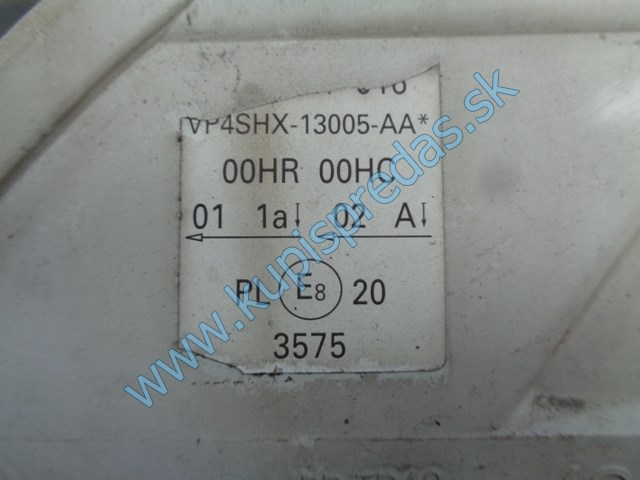 VP4SHX-13005-AA*
00HR 00HC
01 1a↓ 02 A↓
PL E8 20
3575
www.kupispredas.sk